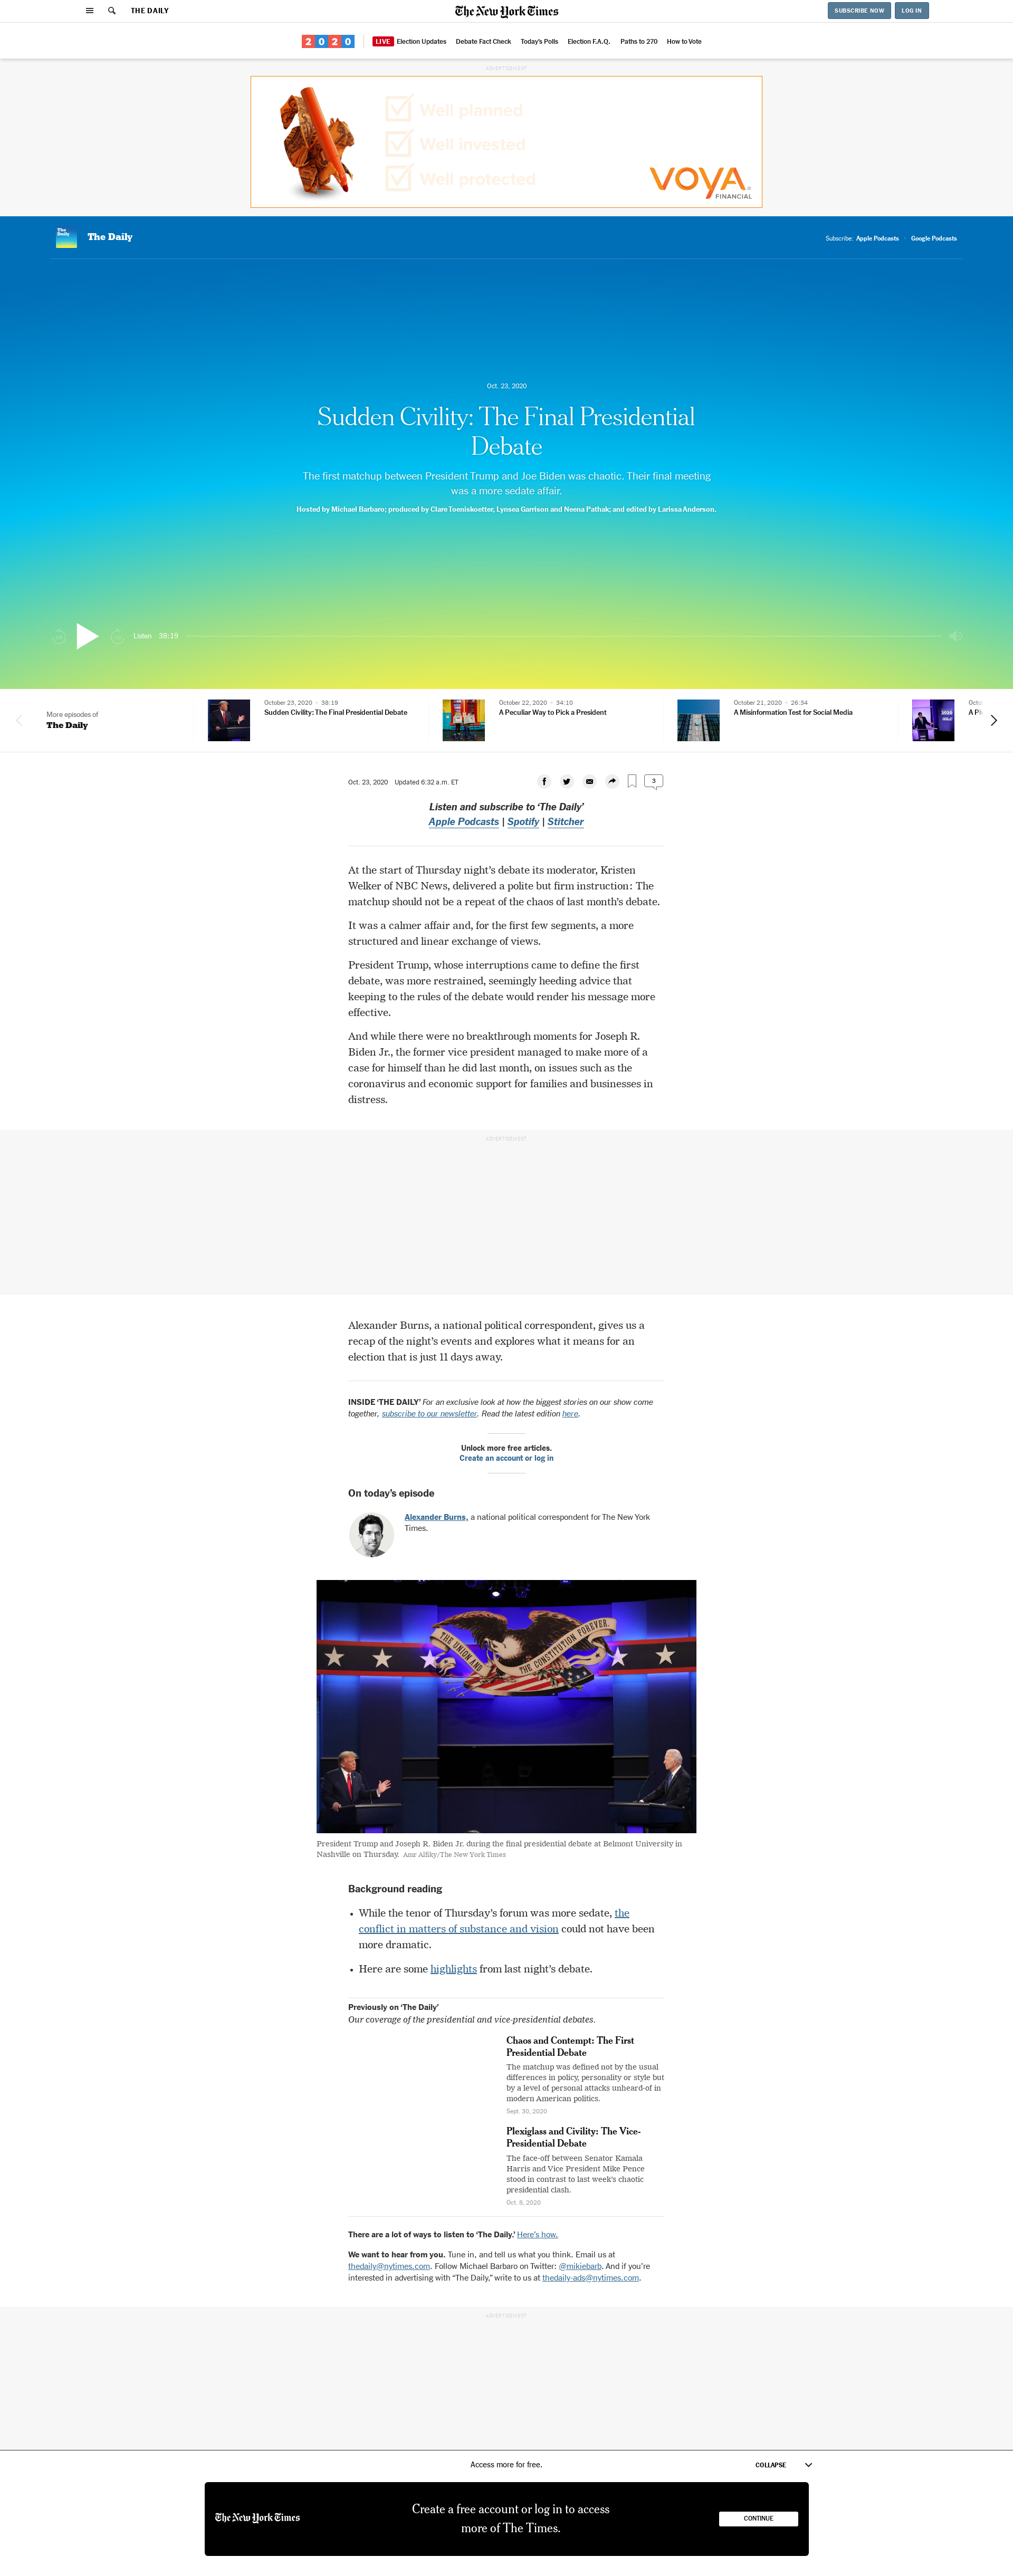 THE DAILY
The New York Times
SUBSCRIBE NOW
LOG IN
2020
LIVE Election Updates
Debate Fact Check
Today's Polls
Election F.A.Q.
Paths to 270
How to Vote
ADVERTISEMENT
Well planned
Well invested
Well protected
VOYA
FINANCIAL
The Daily
The Daily
Subscribe: Apple Podcasts · Google Podcasts
Oct. 23, 2020
Sudden Civility: The Final Presidential
Debate
The first matchup between President Trump and Joe Biden was chaotic. Their final meeting
was a more sedate affair.
Hosted by Michael Barbaro; produced by Clare Toeniskoetter, Lynsea Garrison and Neena Pathak; and edited by Larissa Anderson.
Listen 38:19
More episodes of
The Daily
October 23, 2020 · 38:19
Sudden Civility: The Final Presidential Debate
October 22, 2020 · 34:10
A Peculiar Way to Pick a President
October 21, 2020 · 26:34
A Misinformation Test for Social Media
Oct. 23, 2020 Updated 6:32 a.m. ET
3
Listen and subscribe to ‘The Daily’
Apple Podcasts | Spotify | Stitcher
At the start of Thursday night’s debate its moderator, Kristen
Welker of NBC News, delivered a polite but firm instruction: The
matchup should not be a repeat of the chaos of last month’s debate.
It was a calmer affair and, for the first few segments, a more
structured and linear exchange of views.
President Trump, whose interruptions came to define the first
debate, was more restrained, seemingly heeding advice that
keeping to the rules of the debate would render his message more
effective.
And while there were no breakthrough moments for Joseph R.
Biden Jr., the former vice president managed to make more of a
case for himself than he did last month, on issues such as the
coronavirus and economic support for families and businesses in
distress.
ADVERTISEMENT
Alexander Burns, a national political correspondent, gives us a
recap of the night’s events and explores what it means for an
election that is just 11 days away.
INSIDE ‘THE DAILY’ For an exclusive look at how the biggest stories on our show come
together, subscribe to our newsletter. Read the latest edition here.
Unlock more free articles.
Create an account or log in
On today’s episode
Alexander Burns, a national political correspondent for The New York
Times.
THE UNION AND THE CONSTITUTION FOREVER.
President Trump and Joseph R. Biden Jr. during the final presidential debate at Belmont University in
Nashville on Thursday. Amr Alfiky/The New York Times
Background reading
• While the tenor of Thursday’s forum was more sedate, the
conflict in matters of substance and vision could not have been
more dramatic.
• Here are some highlights from last night’s debate.
Previously on ‘The Daily’
Our coverage of the presidential and vice-presidential debates.
Chaos and Contempt: The First
Presidential Debate
The matchup was defined not by the usual
differences in policy, personality or style but
by a level of personal attacks unheard-of in
modern American politics.
Sept. 30, 2020
Plexiglass and Civility: The Vice-
Presidential Debate
The face-off between Senator Kamala
Harris and Vice President Mike Pence
stood in contrast to last week’s chaotic
presidential clash.
Oct. 8, 2020
There are a lot of ways to listen to ‘The Daily.’ Here’s how.
We want to hear from you. Tune in, and tell us what you think. Email us at
thedaily@nytimes.com. Follow Michael Barbaro on Twitter: @mikiebarb. And if you’re
interested in advertising with “The Daily,” write to us at thedaily-ads@nytimes.com.
ADVERTISEMENT
Access more for free.
COLLAPSE
The New York Times
Create a free account or log in to access
more of The Times.
CONTINUE